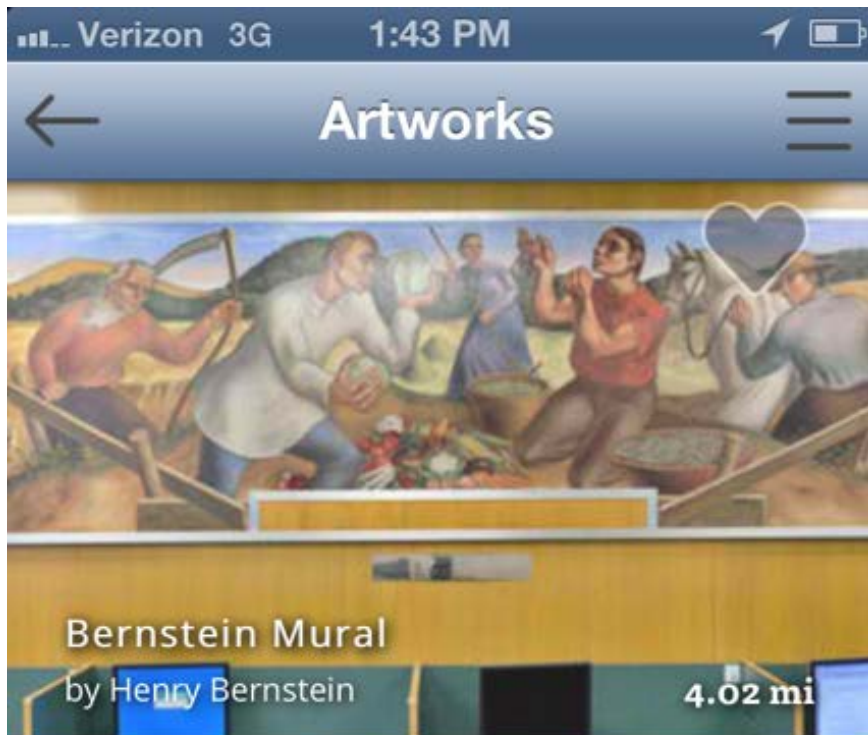 Verizon 3G 1:43 PM
Artworks
Bernstein Mural
by Henry Bernstein
4.02 mi